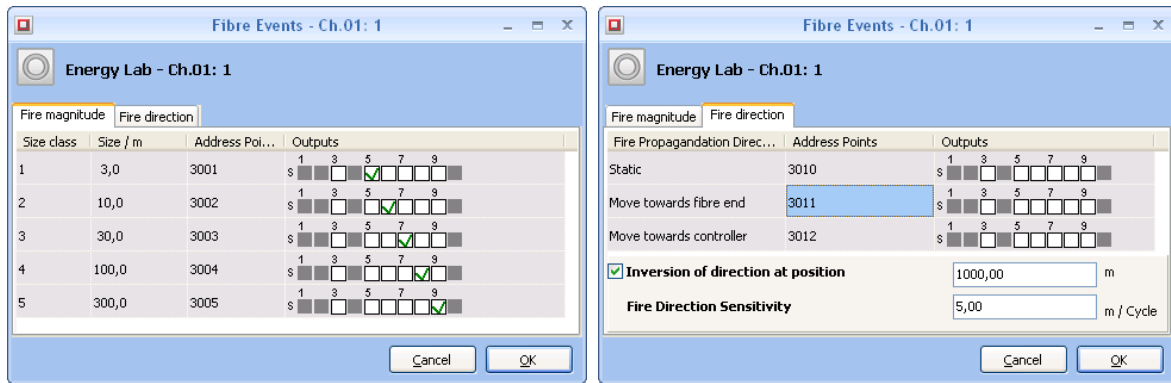 Fibre Events - Ch.01: 1
Energy Lab - Ch.01: 1
Fire magnitude Fire direction
Size class Size / m Address Poi... Outputs
1 3,0 3001 S 1 3 5 7 9
2 10,0 3002 S 1 3 5 7 9
3 30,0 3003 S 1 3 5 7 9
4 100,0 3004 S 1 3 5 7 9
5 300,0 3005 S 1 3 5 7 9
Cancel OK
Fibre Events - Ch.01: 1
Energy Lab - Ch.01: 1
Fire magnitude Fire direction
Fire Propagandation Direc... Address Points Outputs
Static 3010 S 1 3 5 7 9
Move towards fibre end 3011 S 1 3 5 7 9
Move towards controller 3012 S 1 3 5 7 9
Inversion of direction at position 1000,00 m
Fire Direction Sensitivity 5,00 m / Cycle
Cancel OK